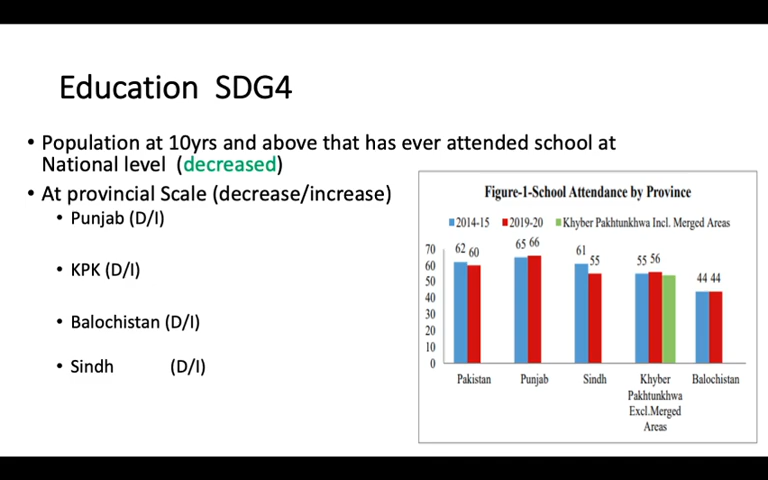 Education SDG4
• Population at 10yrs and above that has ever attended school at
National level (decreased)
• At provincial Scale (decrease/increase)
• Punjab (D/I)
• KPK (D/I)
• Balochistan (D/I)
• Sindh (D/I)
Figure-1-School Attendance by Province
2014-15 2019-20 Khyber Pakhtunkhwa Incl. Merged Areas
70
60
50
40
30
20
10
0
62 60
65 66
61
55
55 56
44 44
Pakistan
Punjab
Sindh
Khyber
Pakhtunkhwa
Excl.Merged
Areas
Balochistan